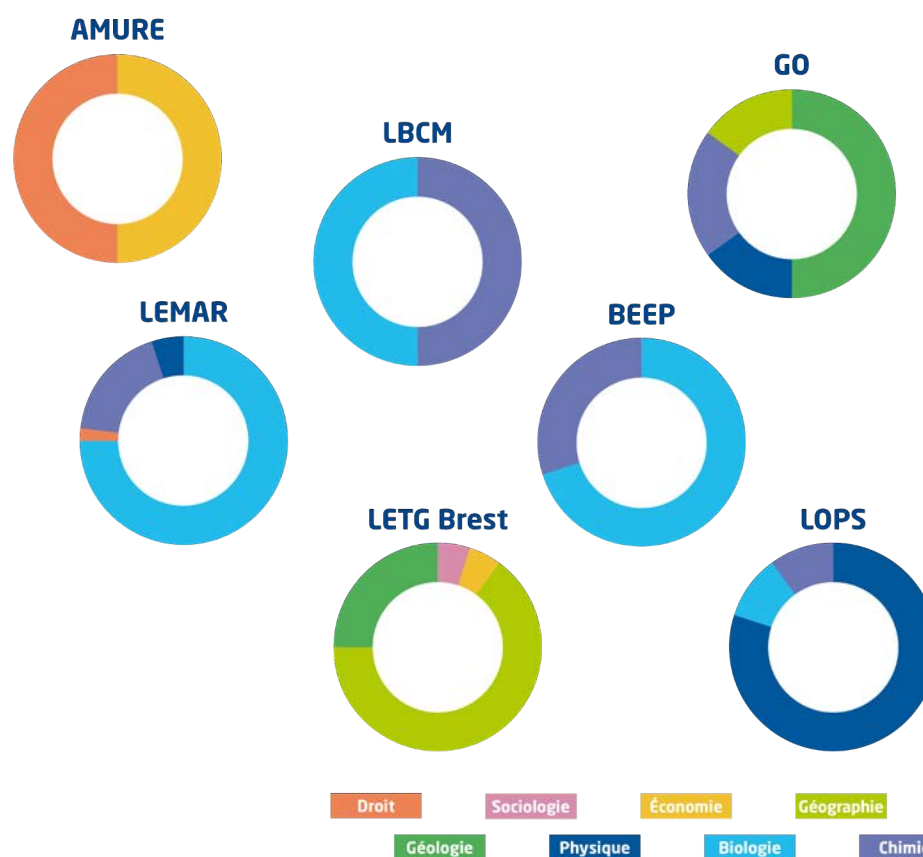 AMURE
GO
LBCM
LEMAR
BEEP
LETG Brest
LOPS
Droit
Sociologie
Économie
Géographie
Géologie
Physique
Biologie
Chimi